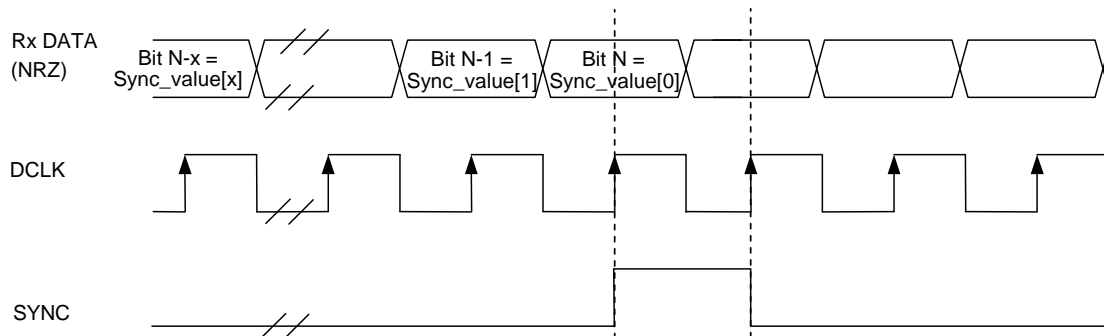 Rx DATA
(NRZ)
Bit N-x =
Sync_value[x]
Bit N-1 =
Sync_value[1]
Bit N =
Sync_value[0]
DCLK
SYNC